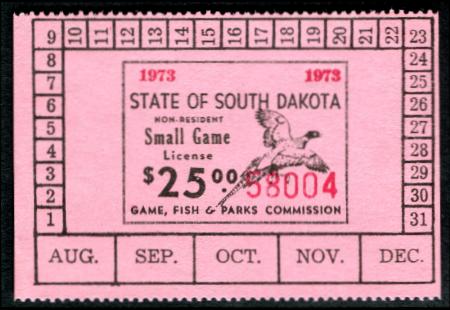 9 10 11 12 13 14 15 16 17 18 19 20 21 22 23
8 24
7 1973 1973 25
6 STATE OF SOUTH DAKOTA 26
5 NON-RESIDENT 27
4 Small Game 28
License
3 $25.00 58004 29
2 30
1 GAME, FISH & PARKS COMMISSION 31
AUG. SEP. OCT. NOV. DEC.